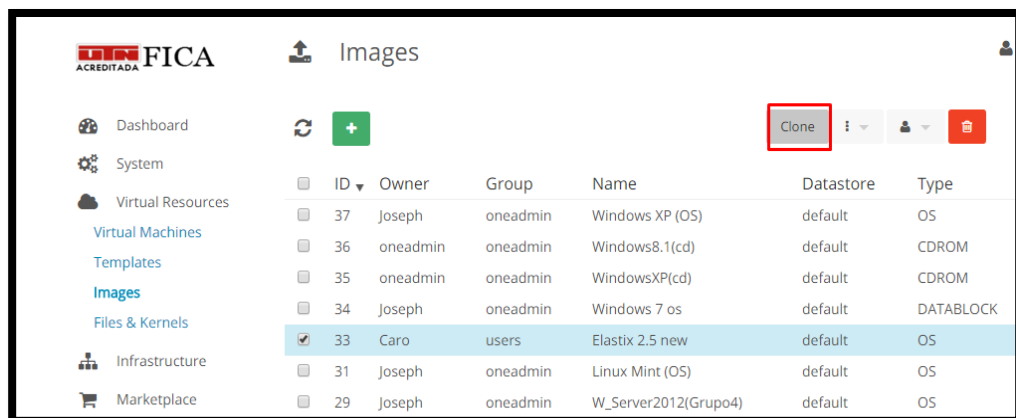 UTN FICA
ACREDITADA
Images
Dashboard
System
Virtual Resources
Virtual Machines
Templates
Images
Files & Kernels
Infrastructure
Marketplace
Clone
ID Owner Group Name Datastore Type
37 Joseph oneadmin Windows XP (OS) default OS
36 oneadmin oneadmin Windows8.1(cd) default CDROM
35 oneadmin oneadmin WindowsXP(cd) default CDROM
34 Joseph oneadmin Windows 7 os default DATABLOCK
33 Caro users Elastix 2.5 new default OS
31 Joseph oneadmin Linux Mint (OS) default OS
29 Joseph oneadmin W_Server2012(Grupo4) default OS